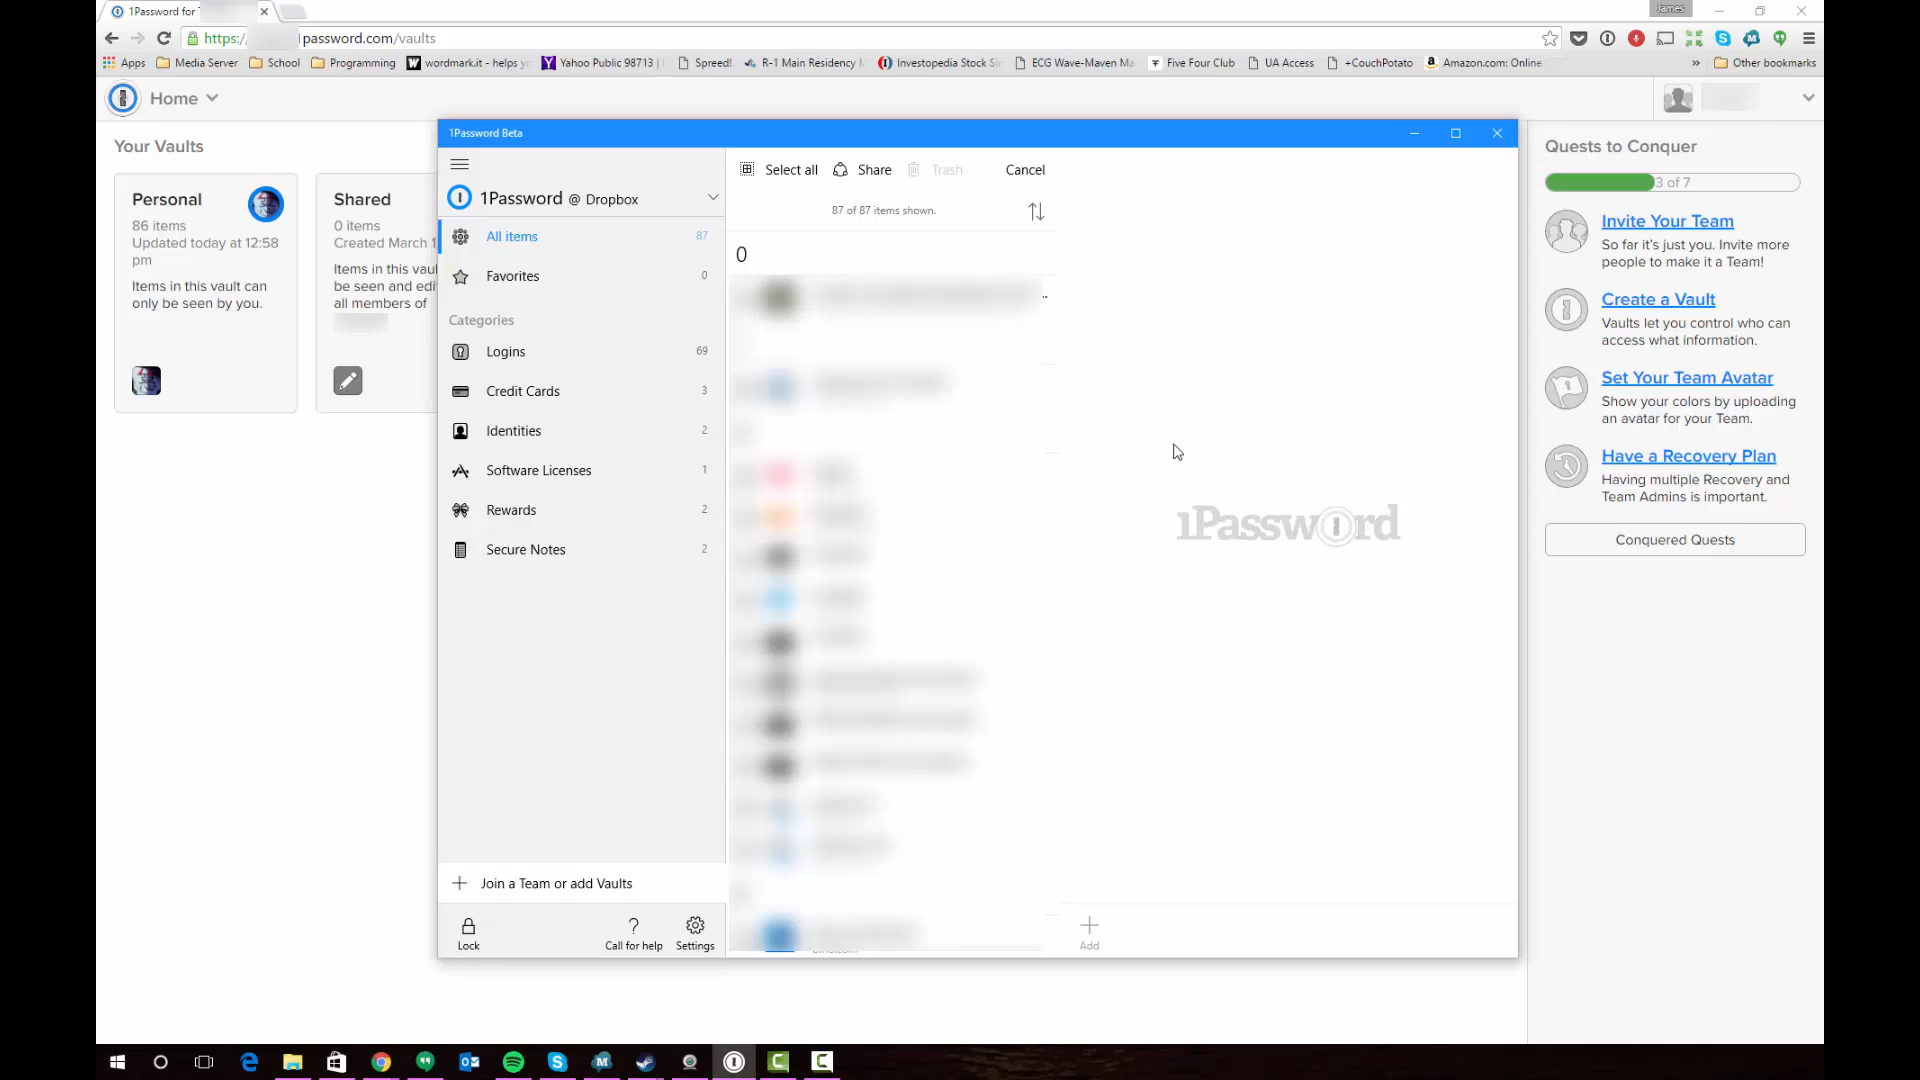 1Password for
James
https://
1password.com/vaults
Apps
Media Server
School
Programming
wordmark.it - helps y
Yahoo Public 98713
Spreed!
R-1 Main Residency
Investopedia Stock Si
ECG Wave-Maven Ma
Five Four Club
UA Access
+CouchPotato
Amazon.com: Online
»
Other bookmarks
Home
Your Vaults
Personal
86 items
Updated today at 12:58
pm
Items in this vault can
only be seen by you.
Shared
0 items
Created March 1
Items in this vau
be seen and edi
all members of
1Password Beta
1Password @ Dropbox
All items 87
Favorites 0
Categories
Logins 69
Credit Cards 3
Identities 2
Software Licenses 1
Rewards 2
Secure Notes 2
Join a Team or add Vaults
Lock
Call for help
Settings
Select all
Share
Trash
Cancel
87 of 87 items shown.
0
1Password
Add
Quests to Conquer
3 of 7
Invite Your Team
So far it's just you. Invite more
people to make it a Team!
Create a Vault
Vaults let you control who can
access what information.
Set Your Team Avatar
Show your colors by uploading
an avatar for your Team.
Have a Recovery Plan
Having multiple Recovery and
Team Admins is important.
Conquered Quests